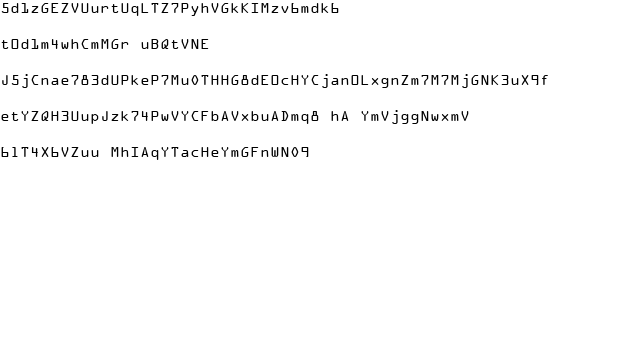 5d1zGEZVUurtUqLTZ7PyhVGkKIMzv6mdk6
tOd1m4whCmMGr uBQtVNE
J5jCnae783dUPkeP7Mu0THHG8dEOcHYCjanOLxgnZm7M7MjGNK3uX9f
etYZQH3UupJzk74PwVYCFbAVxbuADmq8 hA YmVjggNwxmV
6lT4X6VZuu MhIAqYTacHeYmGFnWN09